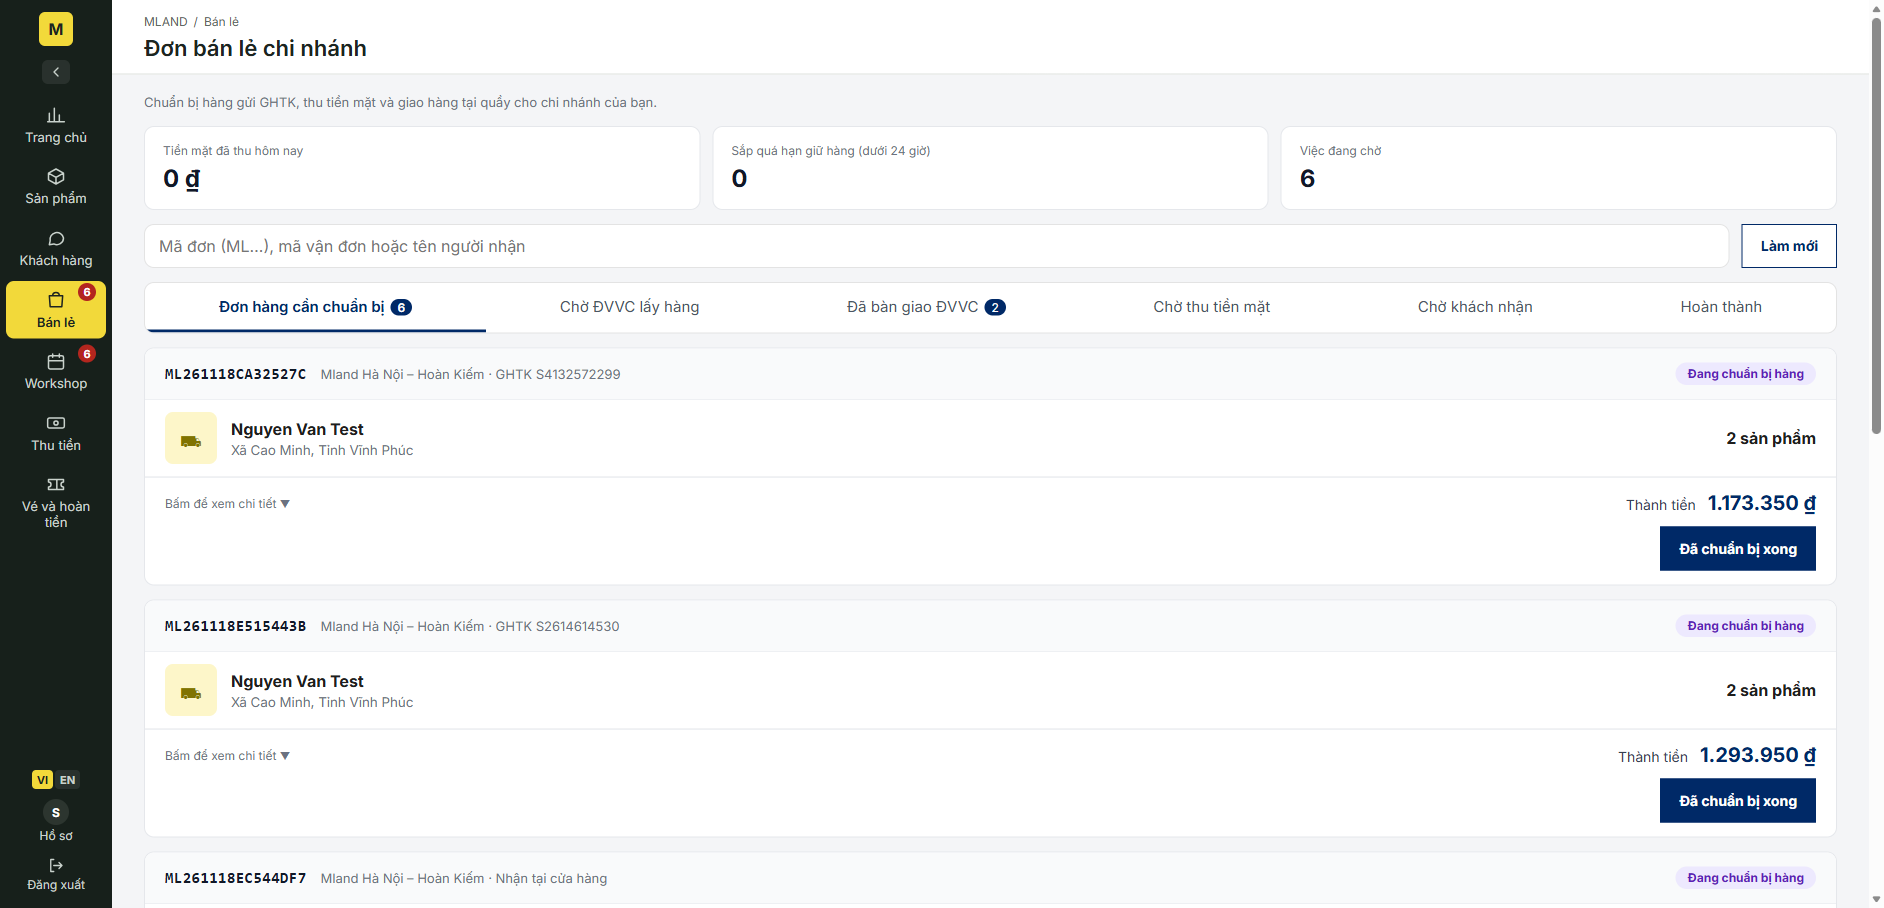 M
Trang chủ
Sản phẩm
Khách hàng
6
Bán lẻ
6
Workshop
Thu tiền
Vé và hoàn
tiền
VI EN
S
Hồ sơ
Đăng xuất
MLAND / Bán lẻ
Đơn bán lẻ chi nhánh
Chuẩn bị hàng gửi GHTK, thu tiền mặt và giao hàng tại quầy cho chi nhánh của bạn.
Tiền mặt đã thu hôm nay
0 ₫
Sắp quá hạn giữ hàng (dưới 24 giờ)
0
Việc đang chờ
6
Mã đơn (ML...), mã vận đơn hoặc tên người nhận
Làm mới
Đơn hàng cần chuẩn bị 6
Chờ ĐVVC lấy hàng
Đã bàn giao ĐVVC 2
Chờ thu tiền mặt
Chờ khách nhận
Hoàn thành
ML261118CA32527C Mland Hà Nội – Hoàn Kiếm · GHTK S4132572299
Đang chuẩn bị hàng
Nguyen Van Test
Xã Cao Minh, Tỉnh Vĩnh Phúc
2 sản phẩm
Bấm để xem chi tiết ▼
Thành tiền 1.173.350 ₫
Đã chuẩn bị xong
ML261118E515443B Mland Hà Nội – Hoàn Kiếm · GHTK S2614614530
Đang chuẩn bị hàng
Nguyen Van Test
Xã Cao Minh, Tỉnh Vĩnh Phúc
2 sản phẩm
Bấm để xem chi tiết ▼
Thành tiền 1.293.950 ₫
Đã chuẩn bị xong
ML261118EC544DF7 Mland Hà Nội – Hoàn Kiếm · Nhận tại cửa hàng
Đang chuẩn bị hàng